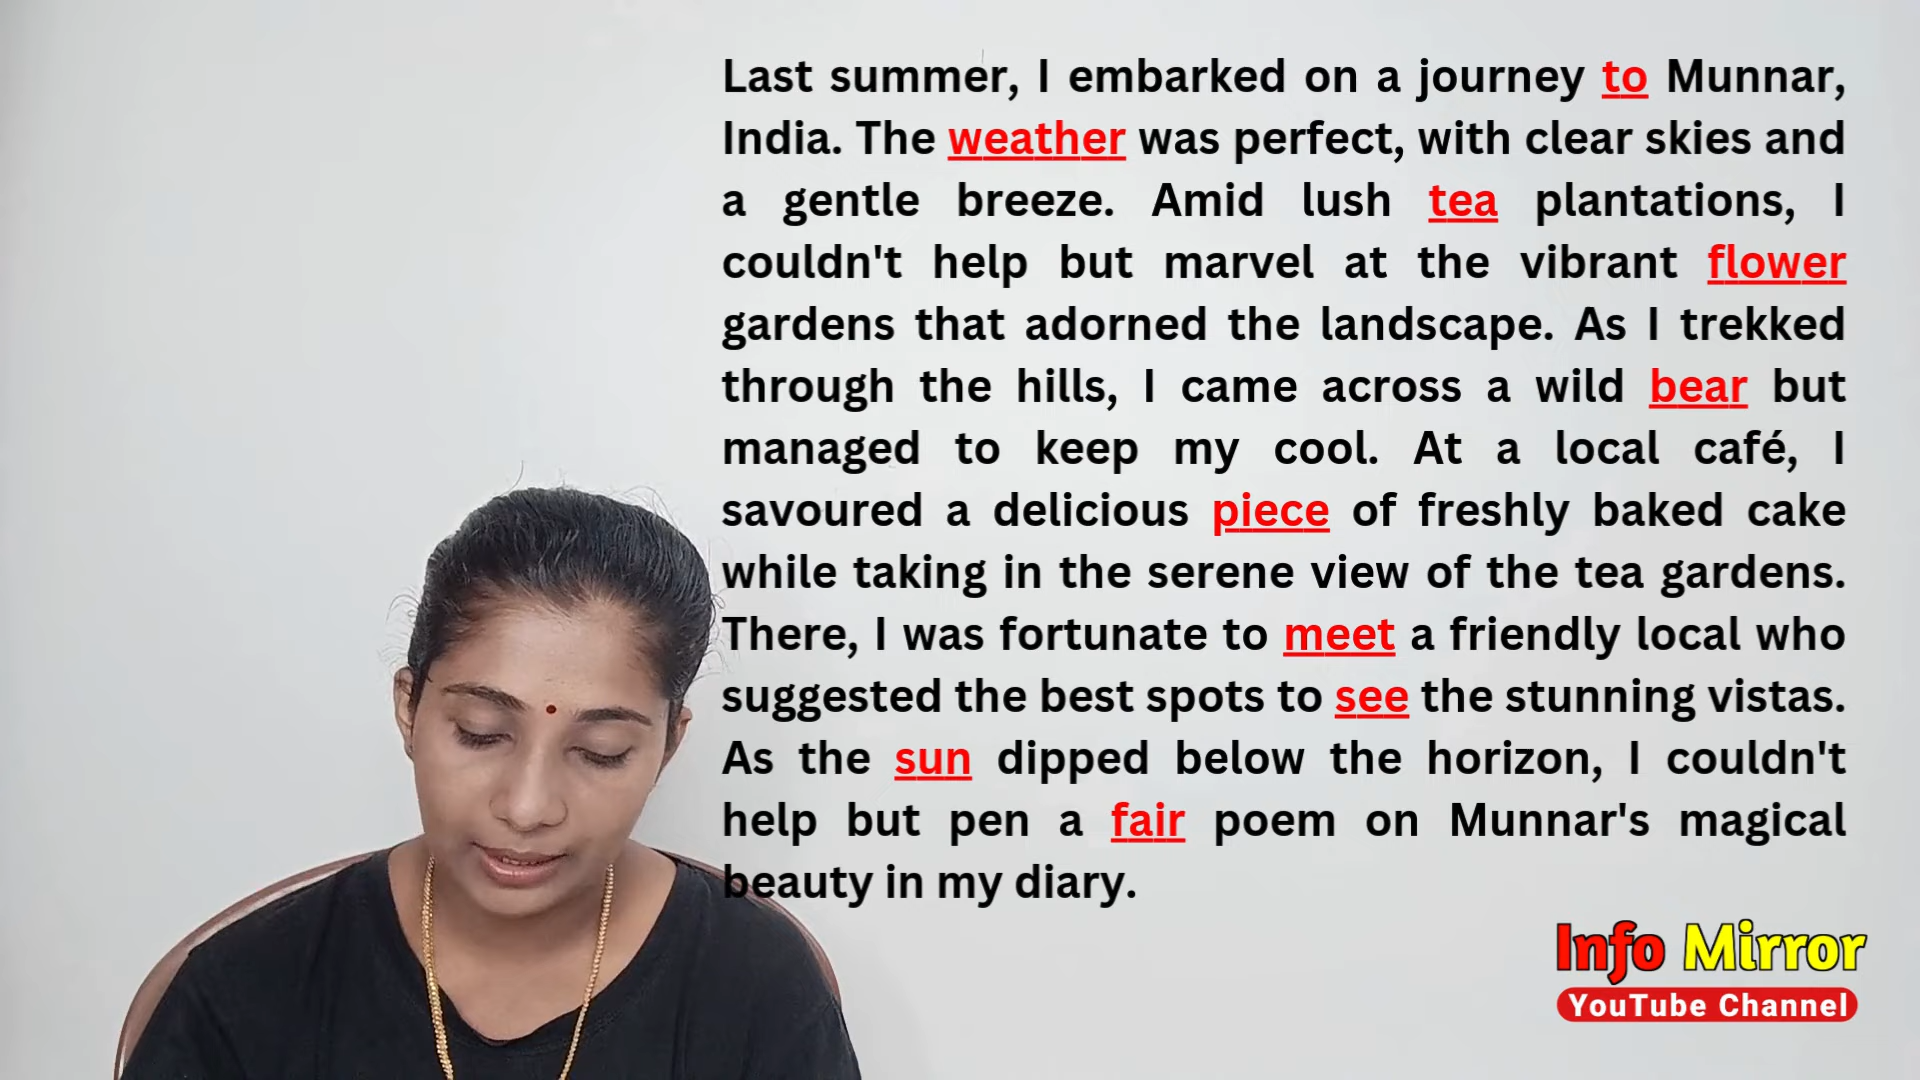 Last summer, I embarked on a journey to Munnar,
India. The weather was perfect, with clear skies and
a gentle breeze. Amid lush tea plantations, I
couldn't help but marvel at the vibrant flower
gardens that adorned the landscape. As I trekked
through the hills, I came across a wild bear but
managed to keep my cool. At a local café, I
savoured a delicious piece of freshly baked cake
while taking in the serene view of the tea gardens.
There, I was fortunate to meet a friendly local who
suggested the best spots to see the stunning vistas.
As the sun dipped below the horizon, I couldn't
help but pen a fair poem on Munnar's magical
beauty in my diary.
Info Mirror
YouTube Channel